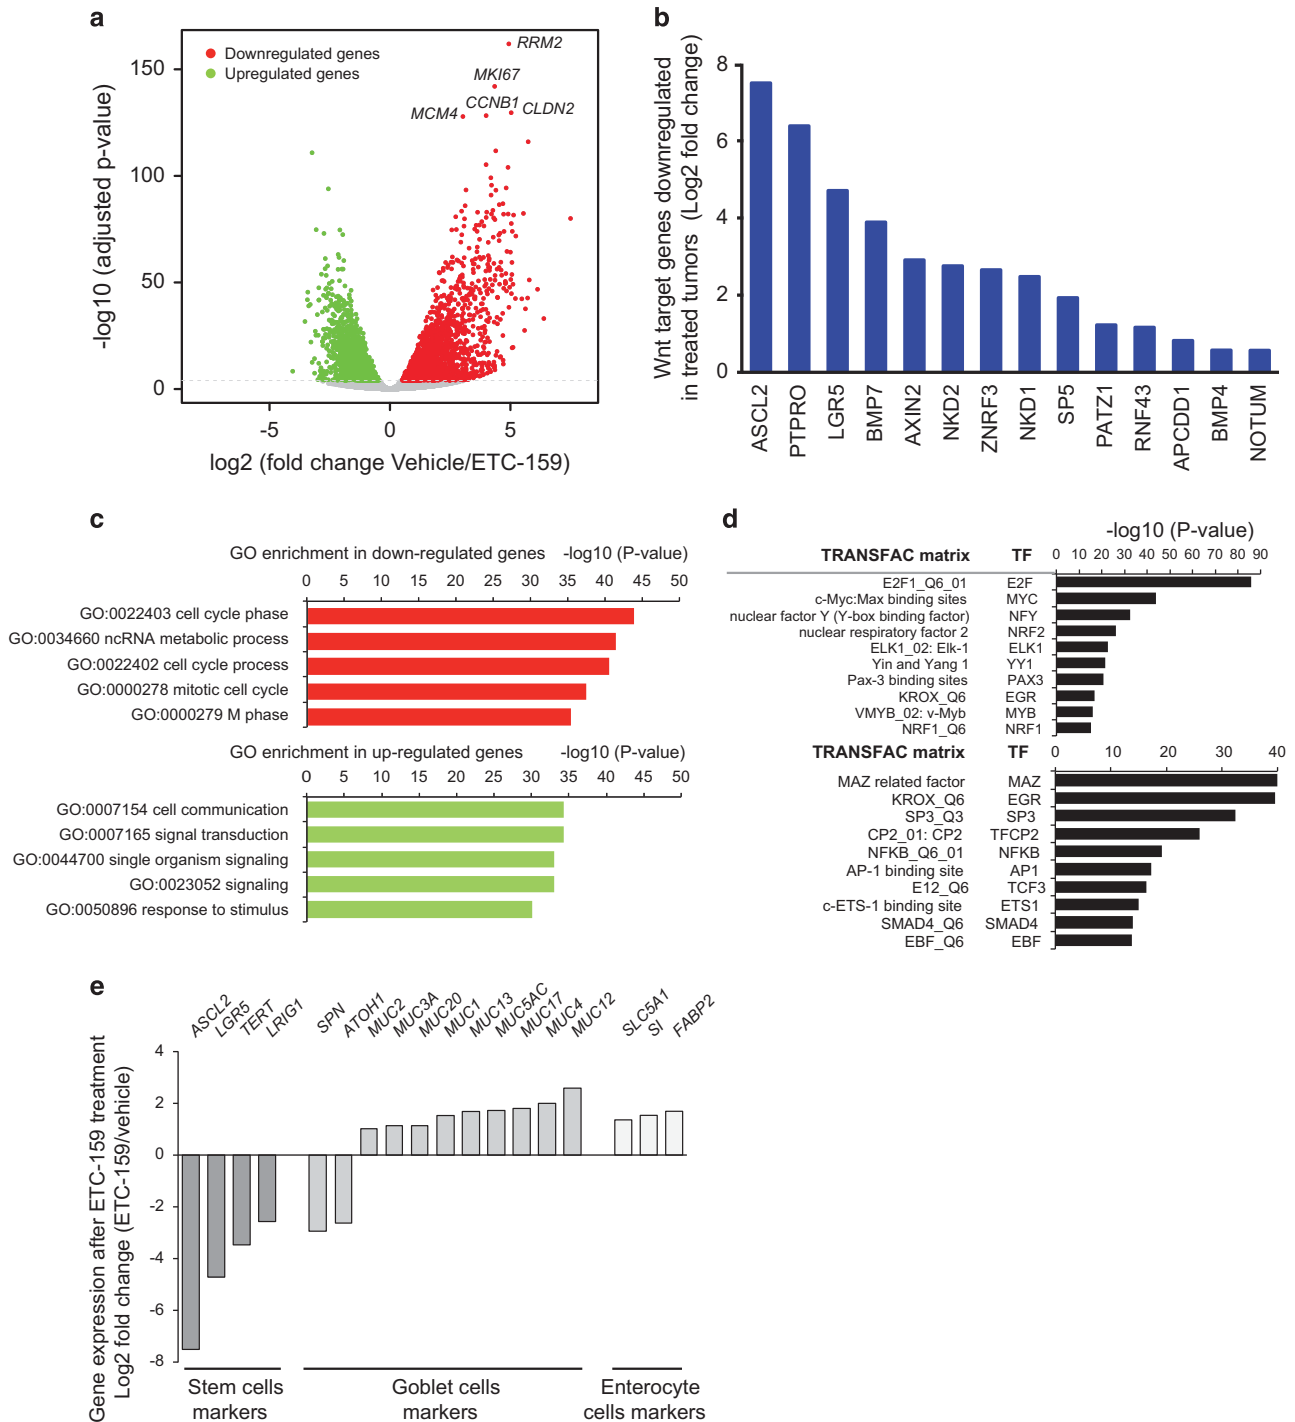 a
-log10 (adjusted p-value)
150
100
50
0
Downregulated genes
Upregulated genes
RRM2
MKI67
CCNB1
CLDN2
MCM4
-5
0
5
log2 (fold change Vehicle/ETC-159)
b
Wnt target genes downregulated
in treated tumors (Log2 fold change)
8
6
4
2
0
ASCL2
PTPRO
LGR5
BMP7
AXIN2
NKD2
ZNRF3
NKD1
SP5
PATZ1
RNF43
APCDD1
BMP4
NOTUM
c
GO enrichment in down-regulated genes -log10 (P-value)
0 5 10 15 20 25 30 35 40 45 50
GO:0022403 cell cycle phase
GO:0034660 ncRNA metabolic process
GO:0022402 cell cycle process
GO:0000278 mitotic cell cycle
GO:0000279 M phase
GO enrichment in up-regulated genes -log10 (P-value)
0 5 10 15 20 25 30 35 40 45 50
GO:0007154 cell communication
GO:0007165 signal transduction
GO:0044700 single organism signaling
GO:0023052 signaling
GO:0050896 response to stimulus
d
-log10 (P-value)
TRANSFAC matrix TF 0 10 20 30 40 50 60 70 80 90
E2F1_Q6_01 E2F
c-Myc:Max binding sites MYC
nuclear factor Y (Y-box binding factor) NFY
nuclear respiratory factor 2 NRF2
ELK1_02: Elk-1 ELK1
Yin and Yang 1 YY1
Pax-3 binding sites PAX3
KROX_Q6 EGR
VMYB_02: v-Myb MYB
NRF1_Q6 NRF1
TRANSFAC matrix TF 0 10 20 30 40
MAZ related factor MAZ
KROX_Q6 EGR
SP3_Q3 SP3
CP2_01: CP2 TFCP2
NFKB_Q6_01 NFKB
AP-1 binding site AP1
E12_Q6 TCF3
c-ETS-1 binding site ETS1
SMAD4_Q6 SMAD4
EBF_Q6 EBF
e
Gene expression after ETC-159 treatment
Log2 fold change (ETC-159/vehicle)
ASCL2
LGR5
TERT
LRIG1
SPN
ATOH1
MUC2
MUC3A
MUC20
MUC1
MUC13
MUC5AC
MUC17
MUC4
MUC12
SLC5A1
SI
FABP2
4
2
0
-2
-4
-6
-8
Stem cells
markers
Goblet cells
markers
Enterocyte
cells markers